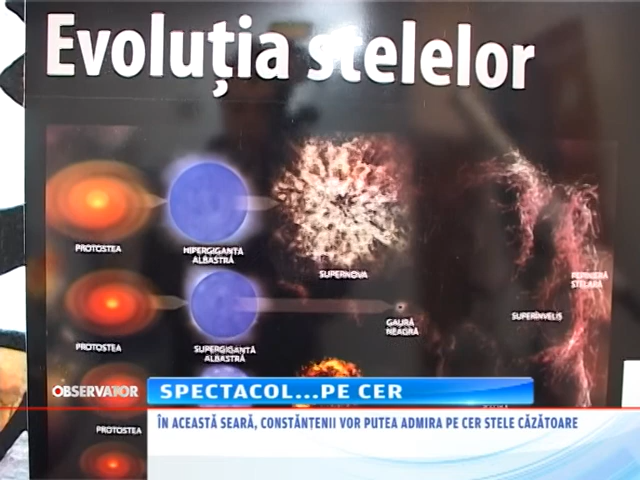 Evoluția stelelor
PROTOSTEA
HIPERGIGANTĂ
ALBASTRĂ
SUPERNOVA
PEPINIERĂ
STELARĂ
PROTOSTEA
SUPERGIGANTĂ
ALBASTRĂ
GAURĂ
NEAGRĂ
SUPERÎNVELIȘ
OBSERVATOR
SPECTACOL...PE CER
ÎN ACEASTĂ SEARĂ, CONSTĂNȚENII VOR PUTEA ADMIRA PE CER STELE CĂZĂTOARE
PROTOSTEA